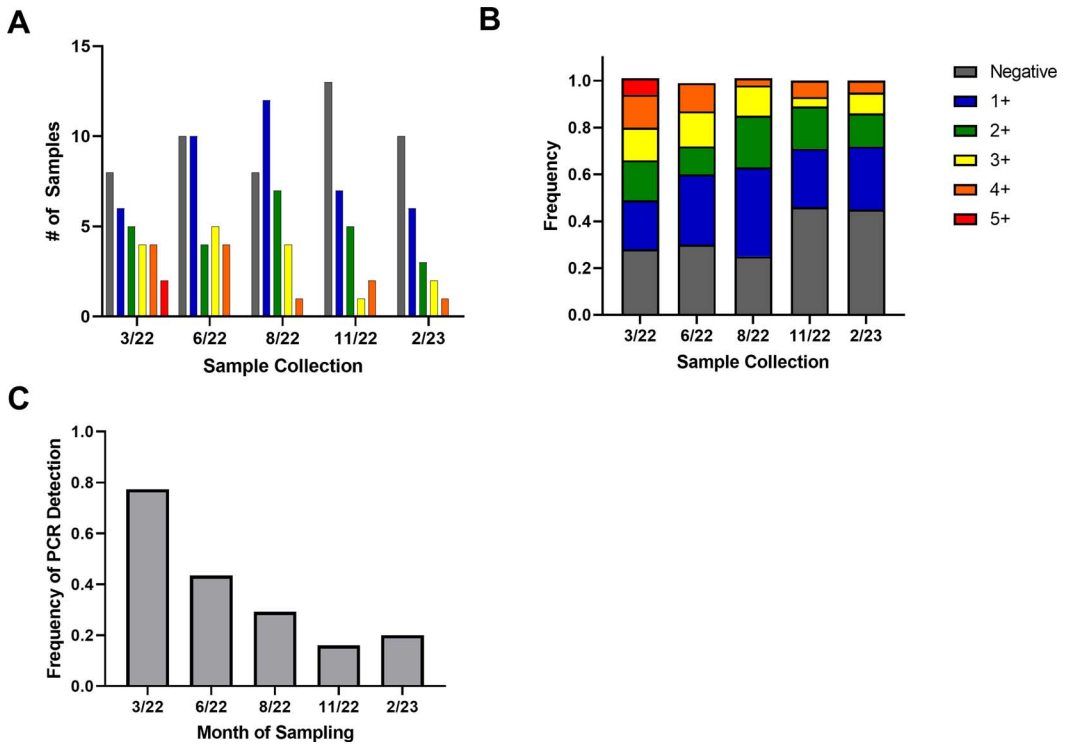 A
15
10
5
0
# of Samples
3/22 6/22 8/22 11/22 2/23
Sample Collection
B
1.0
0.8
0.6
0.4
0.2
0.0
Frequency
3/22 6/22 8/22 11/22 2/23
Sample Collection
Negative
1+
2+
3+
4+
5+
C
1.0
0.8
0.6
0.4
0.2
0.0
Frequency of PCR Detection
3/22 6/22 8/22 11/22 2/23
Month of Sampling